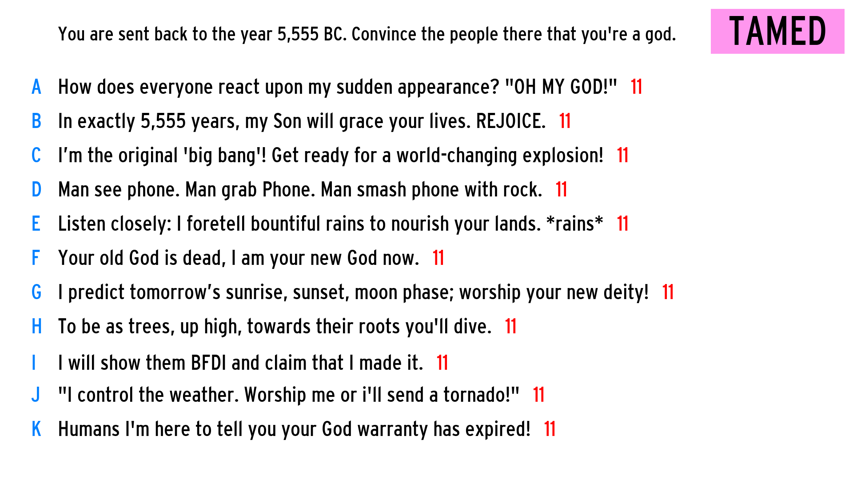 You are sent back to the year 5,555 BC. Convince the people there that you're a god.
TAMED
A How does everyone react upon my sudden appearance? "OH MY GOD!" 11
B In exactly 5,555 years, my Son will grace your lives. REJOICE. 11
C I’m the original 'big bang'! Get ready for a world-changing explosion! 11
D Man see phone. Man grab Phone. Man smash phone with rock. 11
E Listen closely: I foretell bountiful rains to nourish your lands. *rains* 11
F Your old God is dead, I am your new God now. 11
G I predict tomorrow’s sunrise, sunset, moon phase; worship your new deity! 11
H To be as trees, up high, towards their roots you'll dive. 11
I I will show them BFDI and claim that I made it. 11
J "I control the weather. Worship me or i'll send a tornado!" 11
K Humans I'm here to tell you your God warranty has expired! 11